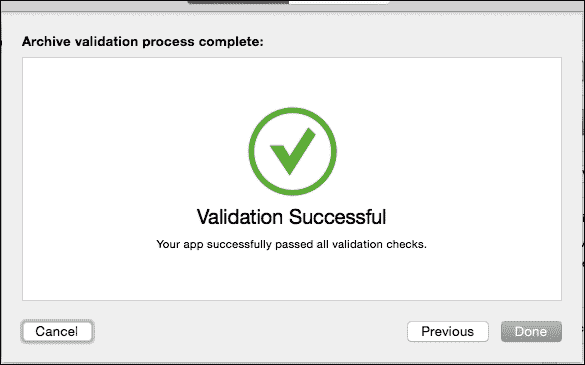 Archive validation process complete:
Validation Successful
Your app successfully passed all validation checks.
Cancel
Previous
Done